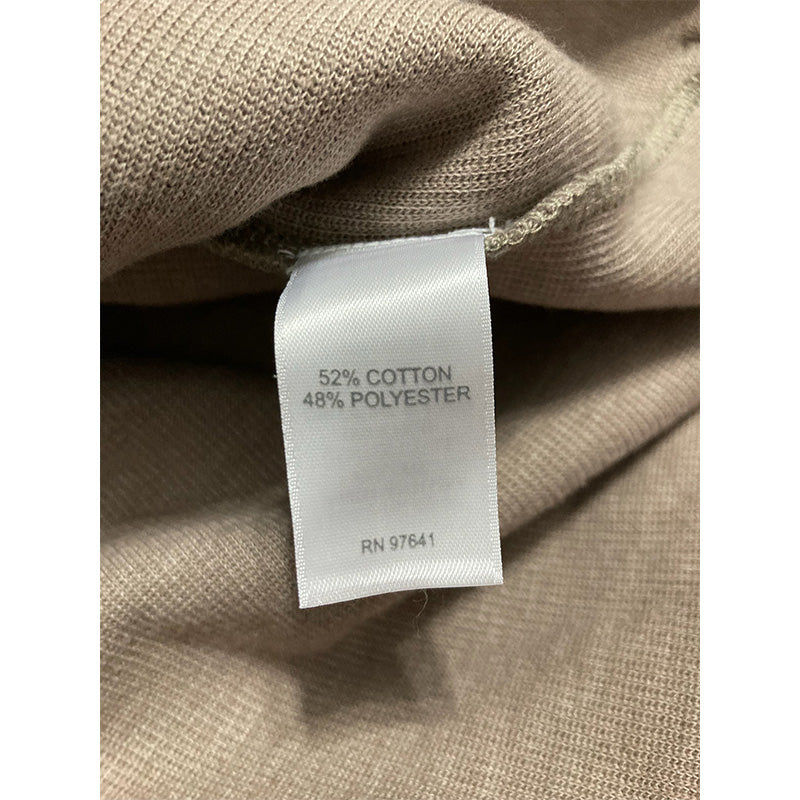 52% COTTON
48% POLYESTER
RN 97641